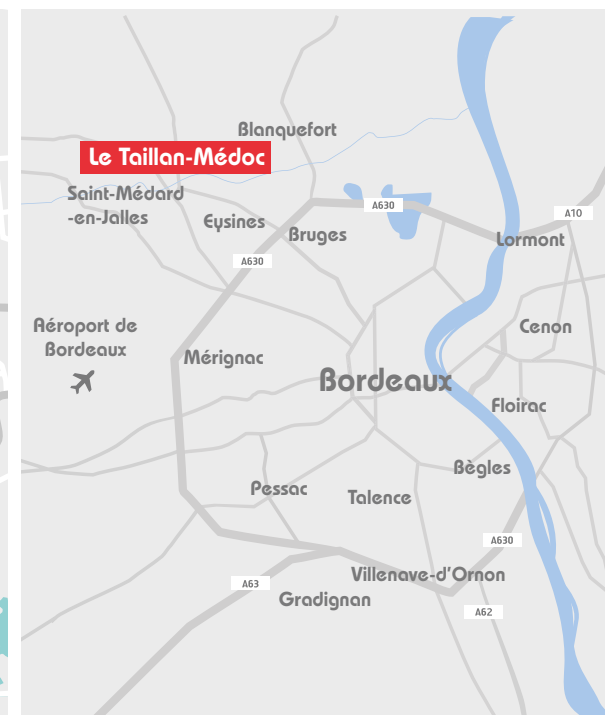 Blanquefort
Le Taillan-Médoc
Saint-Médard
-en-Jalles
Eysines
Bruges
A630
A10
Lormont
A630
Aéroport de
Bordeaux
Mérignac
Cenon
Bordeaux
Floirac
Bègles
Pessac
Talence
A630
Villenave-d'Ornon
A63
Gradignan
A62